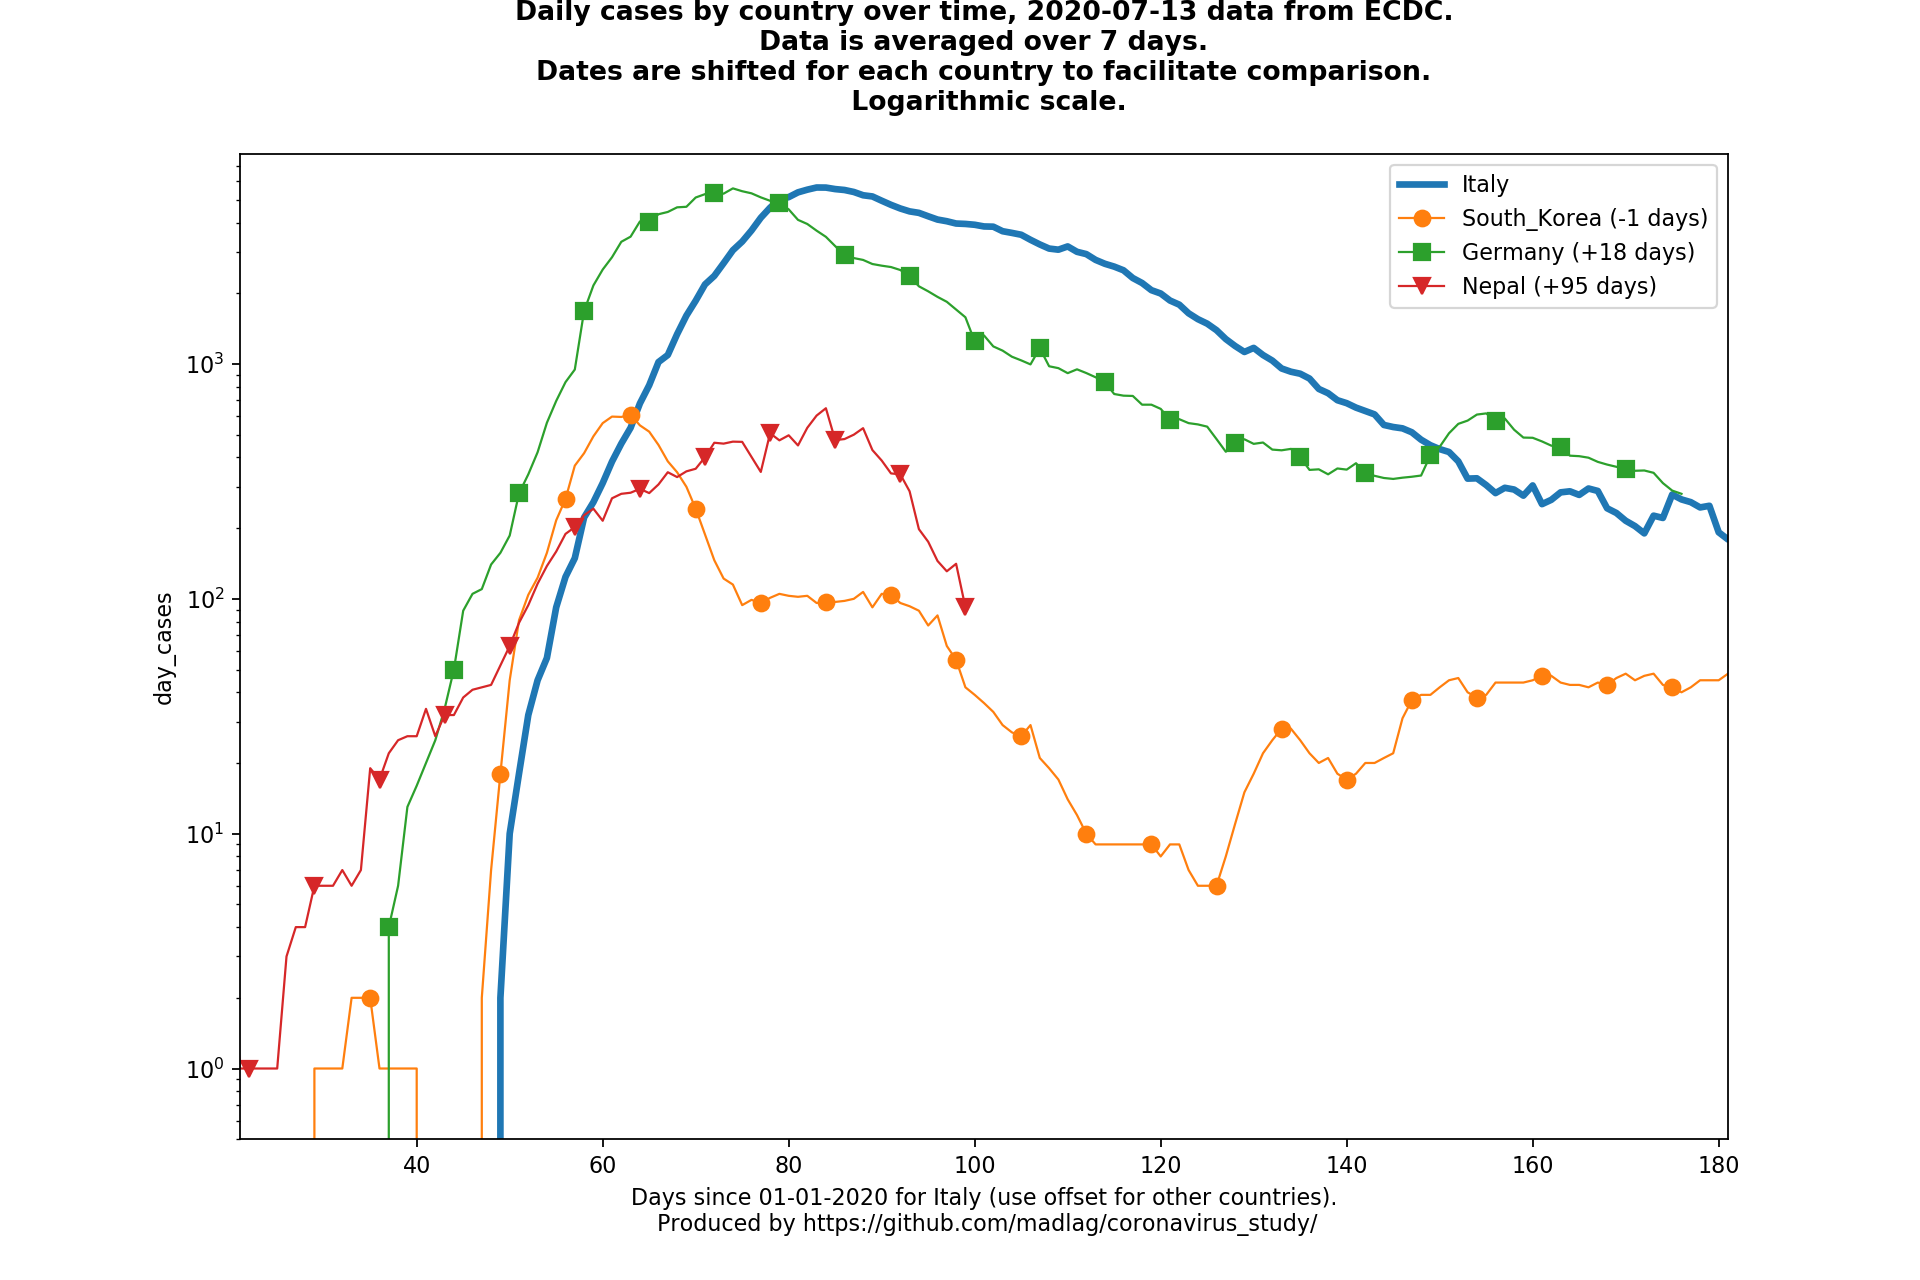 Daily cases by country over time, 2020-07-13 data from ECDC.
Data is averaged over 7 days.
Dates are shifted for each country to facilitate comparison.
Logarithmic scale.
Italy
South_Korea (-1 days)
Germany (+18 days)
Nepal (+95 days)
day_cases
10³
10²
10¹
10⁰
40 60 80 100 120 140 160 180
Days since 01-01-2020 for Italy (use offset for other countries).
Produced by https://github.com/madlag/coronavirus_study/